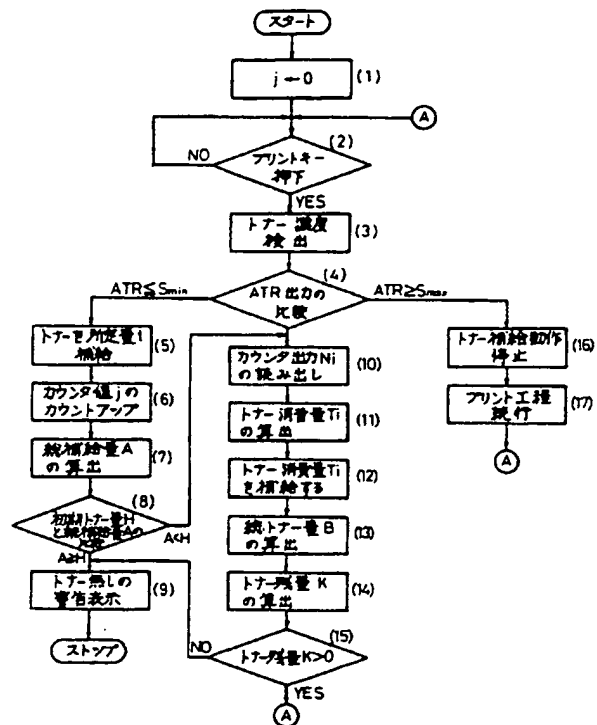 スタート
j←0
(1)
A
(2)
NO
プリントキー
押下
YES
トナー濃度
検出
(3)
(4)
ATR≦Smin
ATR出力の
比較
ATR≧Smax
トナーを所定量1
補給
(5)
カウンタ出力Ni
の読み出し
(10)
トナー補給動作
停止
(16)
カウンタ値jの
カウントアップ
(6)
トナー消費量Ti
の算出
(11)
プリント工程
続行
(17)
A
総補給量A
の算出
(7)
トナー消費量Ti
を補給する
(12)
(8)
初期トナー量H
と総補給量Aの
比較
A<H
A≧H
総トナー量B
の算出
(13)
トナー無しの
警告表示
(9)
トナー残量K
の算出
(14)
ストップ
(15)
NO
トナー残量K>0
YES
A